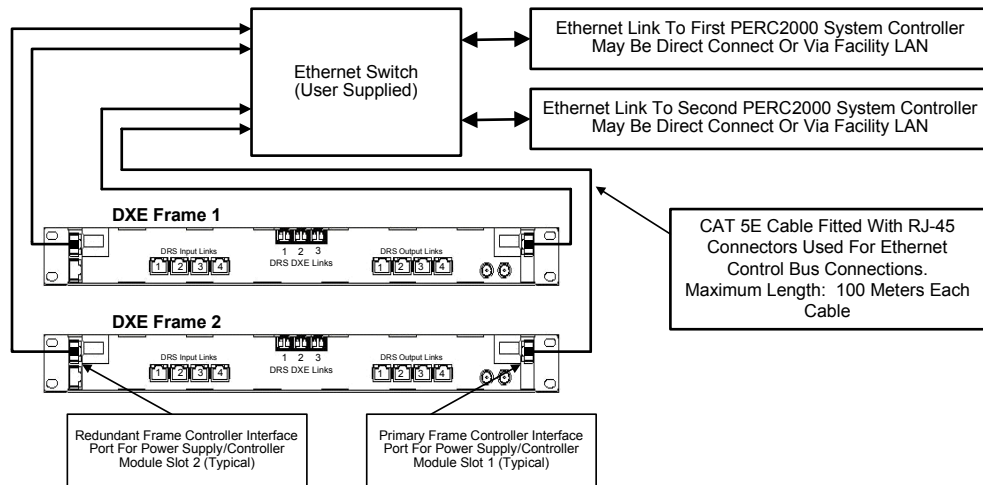 Ethernet Switch
(User Supplied)
Ethernet Link To First PERC2000 System Controller
May Be Direct Connect Or Via Facility LAN
Ethernet Link To Second PERC2000 System Controller
May Be Direct Connect Or Via Facility LAN
CAT 5E Cable Fitted With RJ-45
Connectors Used For Ethernet
Control Bus Connections.
Maximum Length: 100 Meters Each
Cable
DXE Frame 1
DRS Input Links
1 2 3 4
1 2 3
DRS DXE Links
DRS Output Links
1 2 3 4
DXE Frame 2
DRS Input Links
1 2 3 4
1 2 3
DRS DXE Links
DRS Output Links
1 2 3 4
Redundant Frame Controller Interface
Port For Power Supply/Controller
Module Slot 2 (Typical)
Primary Frame Controller Interface
Port For Power Supply/Controller
Module Slot 1 (Typical)